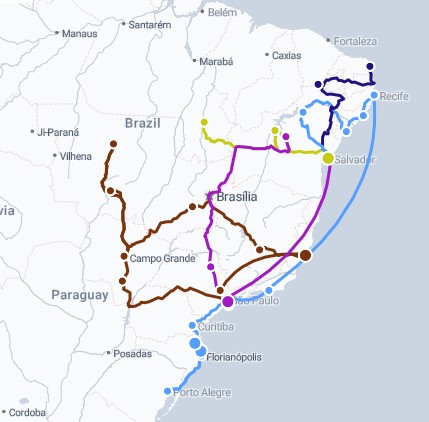 Belém
Santarém
Manaus
Fortaleza
Caxias
Marabá
Recife
Brazil
Ji-Paraná
Vilhena
Salvador
Brasília
via
Campo Grande
Paraguay
São Paulo
Curitiba
Posadas
Florianópolis
Porto Alegre
Cordoba